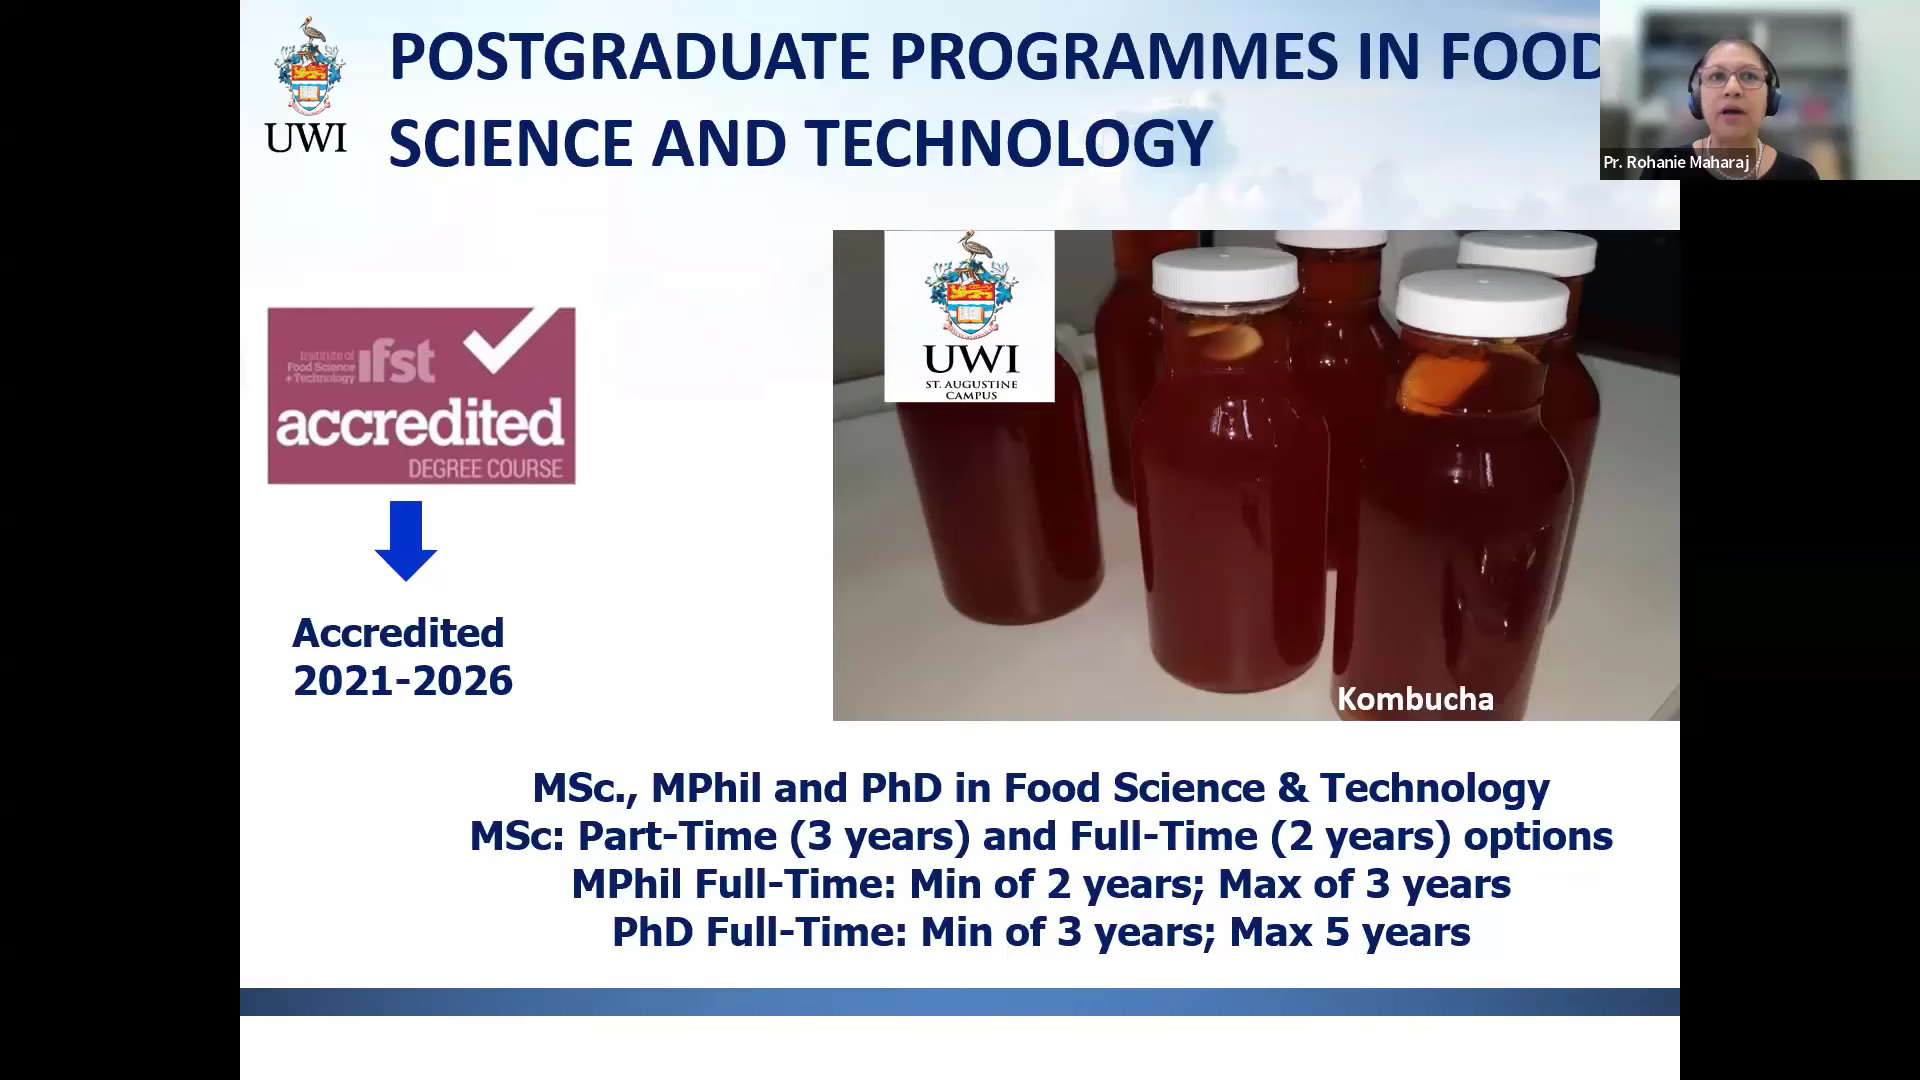 UWI
POSTGRADUATE PROGRAMMES IN FOOD
SCIENCE AND TECHNOLOGY
Pr. Rohanie Maharaj
Institute of
Food Science
+ Technology
ifst
accredited
DEGREE COURSE
Accredited
2021-2026
UWI
ST. AUGUSTINE
CAMPUS
Kombucha
MSc., MPhil and PhD in Food Science & Technology
MSc: Part-Time (3 years) and Full-Time (2 years) options
MPhil Full-Time: Min of 2 years; Max of 3 years
PhD Full-Time: Min of 3 years; Max 5 years